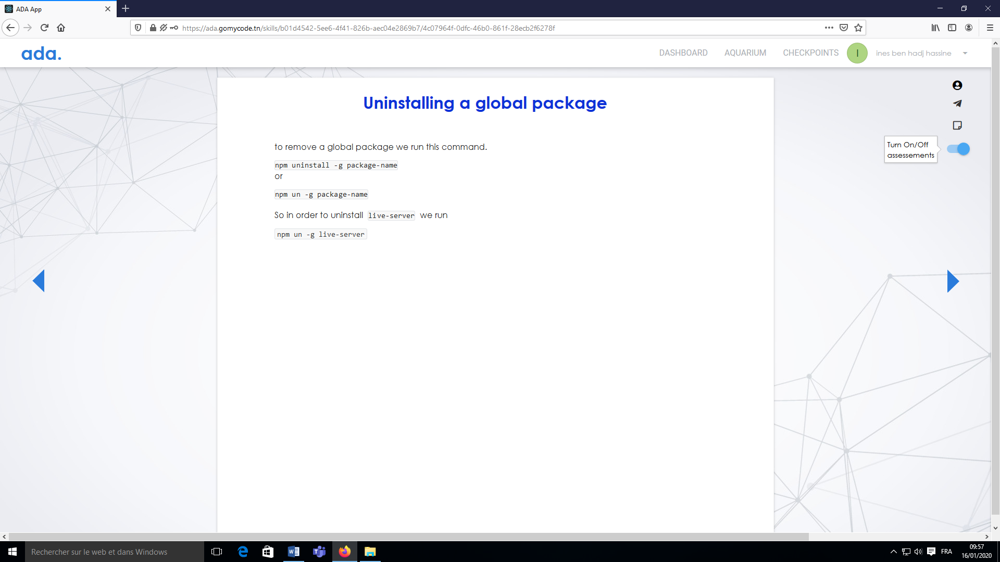 ADA App
https://ada.gomycode.tn/skills/b01d4542-5ee6-4f41-826b-aec04e2869b7/4c07964f-0dfc-46b0-861f-28ecb2f6278f
ada.
DASHBOARD AQUARIUM CHECKPOINTS I ines ben hadj hassine
Uninstalling a global package
Turn On/Off
assessements
to remove a global package we run this command.
npm uninstall -g package-name
or
npm un -g package-name
So in order to uninstall live-server we run
npm un -g live-server
Rechercher sur le web et dans Windows
FRA
09:57
16/01/2020